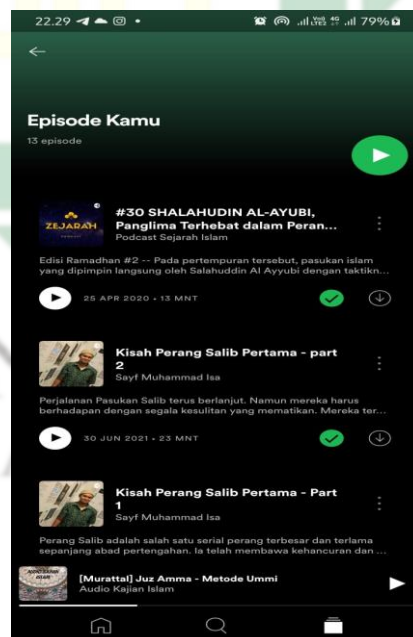 22.29
79%
Episode Kamu
13 episode
ZEJARAH
#30 SHALAHUDIN AL-AYUBI,
Panglima Terhebat dalam Peran...
Podcast Sejarah Islam
Edisi Ramadhan #2 -- Pada pertempuran tersebut, pasukan islam
yang dipimpin langsung oleh Salahuddin Al Ayyubi dengan taktikn...
25 APR 2020 • 13 MNT
Kisah Perang Salib Pertama - part
2
Sayf Muhammad Isa
Perjalanan Pasukan Salib terus berlanjut. Namun mereka harus
berhadapan dengan segala kesulitan yang mematikan. Mereka ter...
30 JUN 2021 • 23 MNT
Kisah Perang Salib Pertama - Part
1
Sayf Muhammad Isa
Perang Salib adalah salah satu serial perang terbesar dan terlama
sepanjang abad pertengahan. Ia telah membawa kehancuran dan ...
[Murattal] Juz Amma - Metode Ummi
Audio Kajian Islam